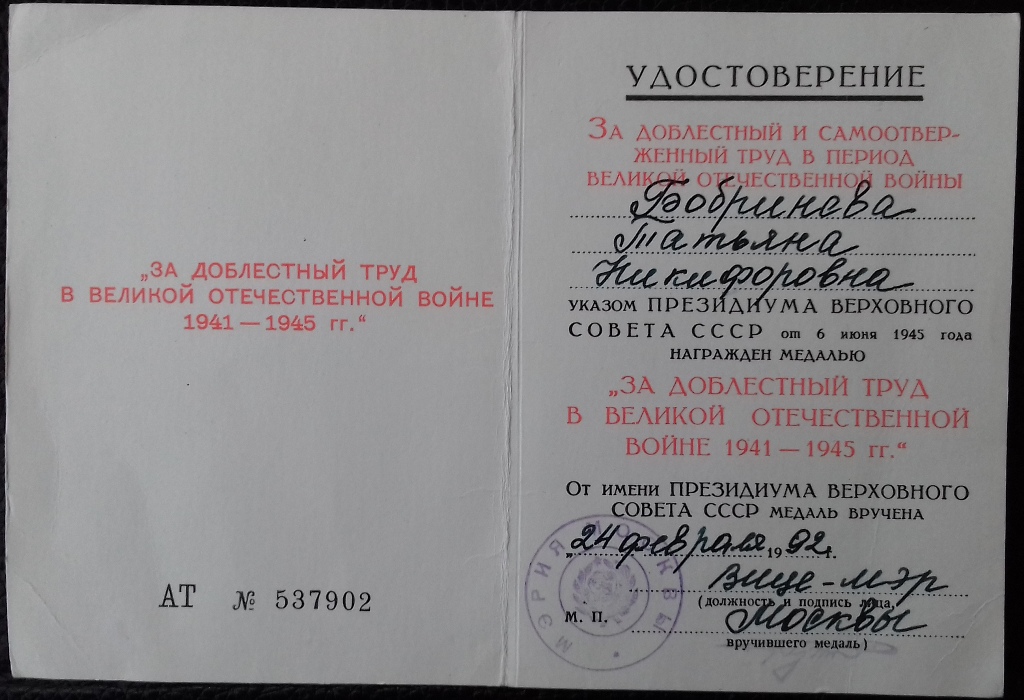 „ЗА ДОБЛЕСТНЫЙ ТРУД
В ВЕЛИКОЙ ОТЕЧЕСТВЕННОЙ ВОЙНЕ
1941 — 1945 гг.“
АТ № 537902
УДОСТОВЕРЕНИЕ
ЗА ДОБЛЕСТНЫЙ И САМООТВЕР-
ЖЕННЫЙ ТРУД В ПЕРИОД
ВЕЛИКОЙ ОТЕЧЕСТВЕННОЙ ВОЙНЫ
Бобринева
Татьяна
Никифоровна
УКАЗОМ ПРЕЗИДИУМА ВЕРХОВНОГО
СОВЕТА СССР от 6 июня 1945 года
НАГРАЖДЕН МЕДАЛЬЮ
„ЗА ДОБЛЕСТНЫЙ ТРУД
В ВЕЛИКОЙ ОТЕЧЕСТВЕННОЙ
ВОЙНЕ 1941 — 1945 гг.“
ОТ ИМЕНИ ПРЕЗИДИУМА ВЕРХОВНОГО
СОВЕТА СССР МЕДАЛЬ ВРУЧЕНА
„24 февраля 1992 г.
Вице-мэр
(должность и подпись лица,
М. П. Москвы
вручившего медаль)
МЭРИЯ МОСКВЫ